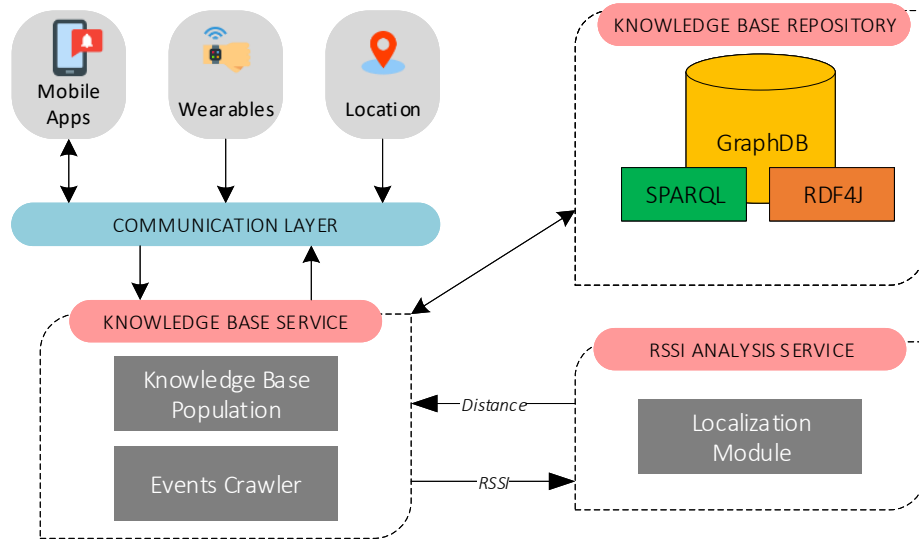 Mobile
Apps
Wearables
Location
COMMUNICATION LAYER
KNOWLEDGE BASE REPOSITORY
GraphDB
SPARQL
RDF4J
KNOWLEDGE BASE SERVICE
Knowledge Base
Population
Events Crawler
Distance
RSSI
RSSI ANALYSIS SERVICE
Localization
Module